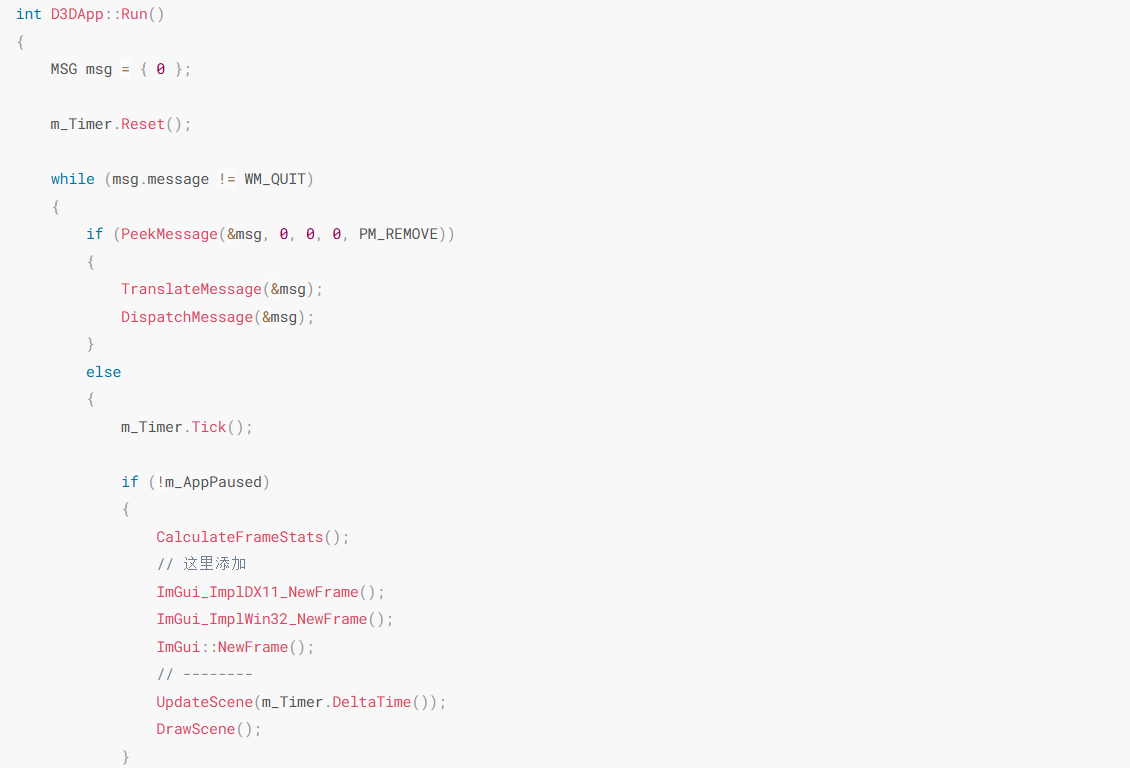 int D3DApp::Run()
{
    MSG msg = { 0 };

    m_Timer.Reset();

    while (msg.message != WM_QUIT)
    {
        if (PeekMessage(&msg, 0, 0, 0, PM_REMOVE))
        {
            TranslateMessage(&msg);
            DispatchMessage(&msg);
        }
        else
        {
            m_Timer.Tick();

            if (!m_AppPaused)
            {
                CalculateFrameStats();
                // 这里添加
                ImGui_ImplDX11_NewFrame();
                ImGui_ImplWin32_NewFrame();
                ImGui::NewFrame();
                // --------
                UpdateScene(m_Timer.DeltaTime());
                DrawScene();
            }